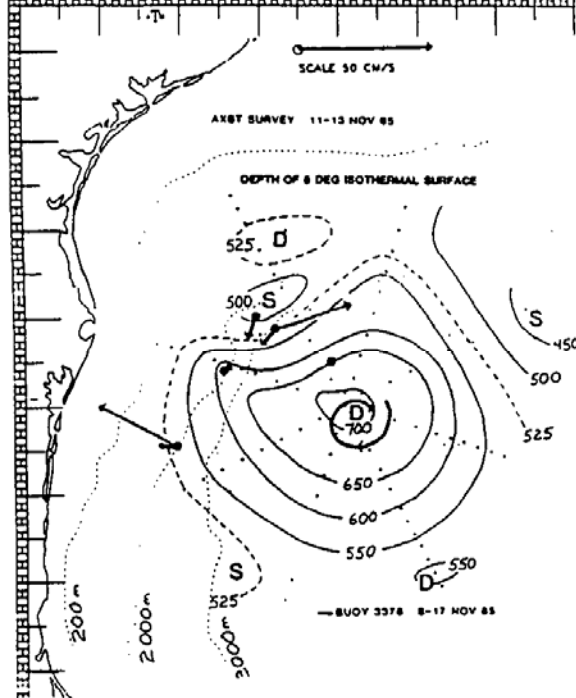 T
SCALE 50 CM/S
AXBT SURVEY 11-13 NOV 85
DEPTH OF 8 DEG ISOTHERMAL SURFACE
D
525
500
S
S
450
500
D
700
525
650
600
550
S
525
550
D
BUOY 3378 8-17 NOV 85
200m
2000m
3000m